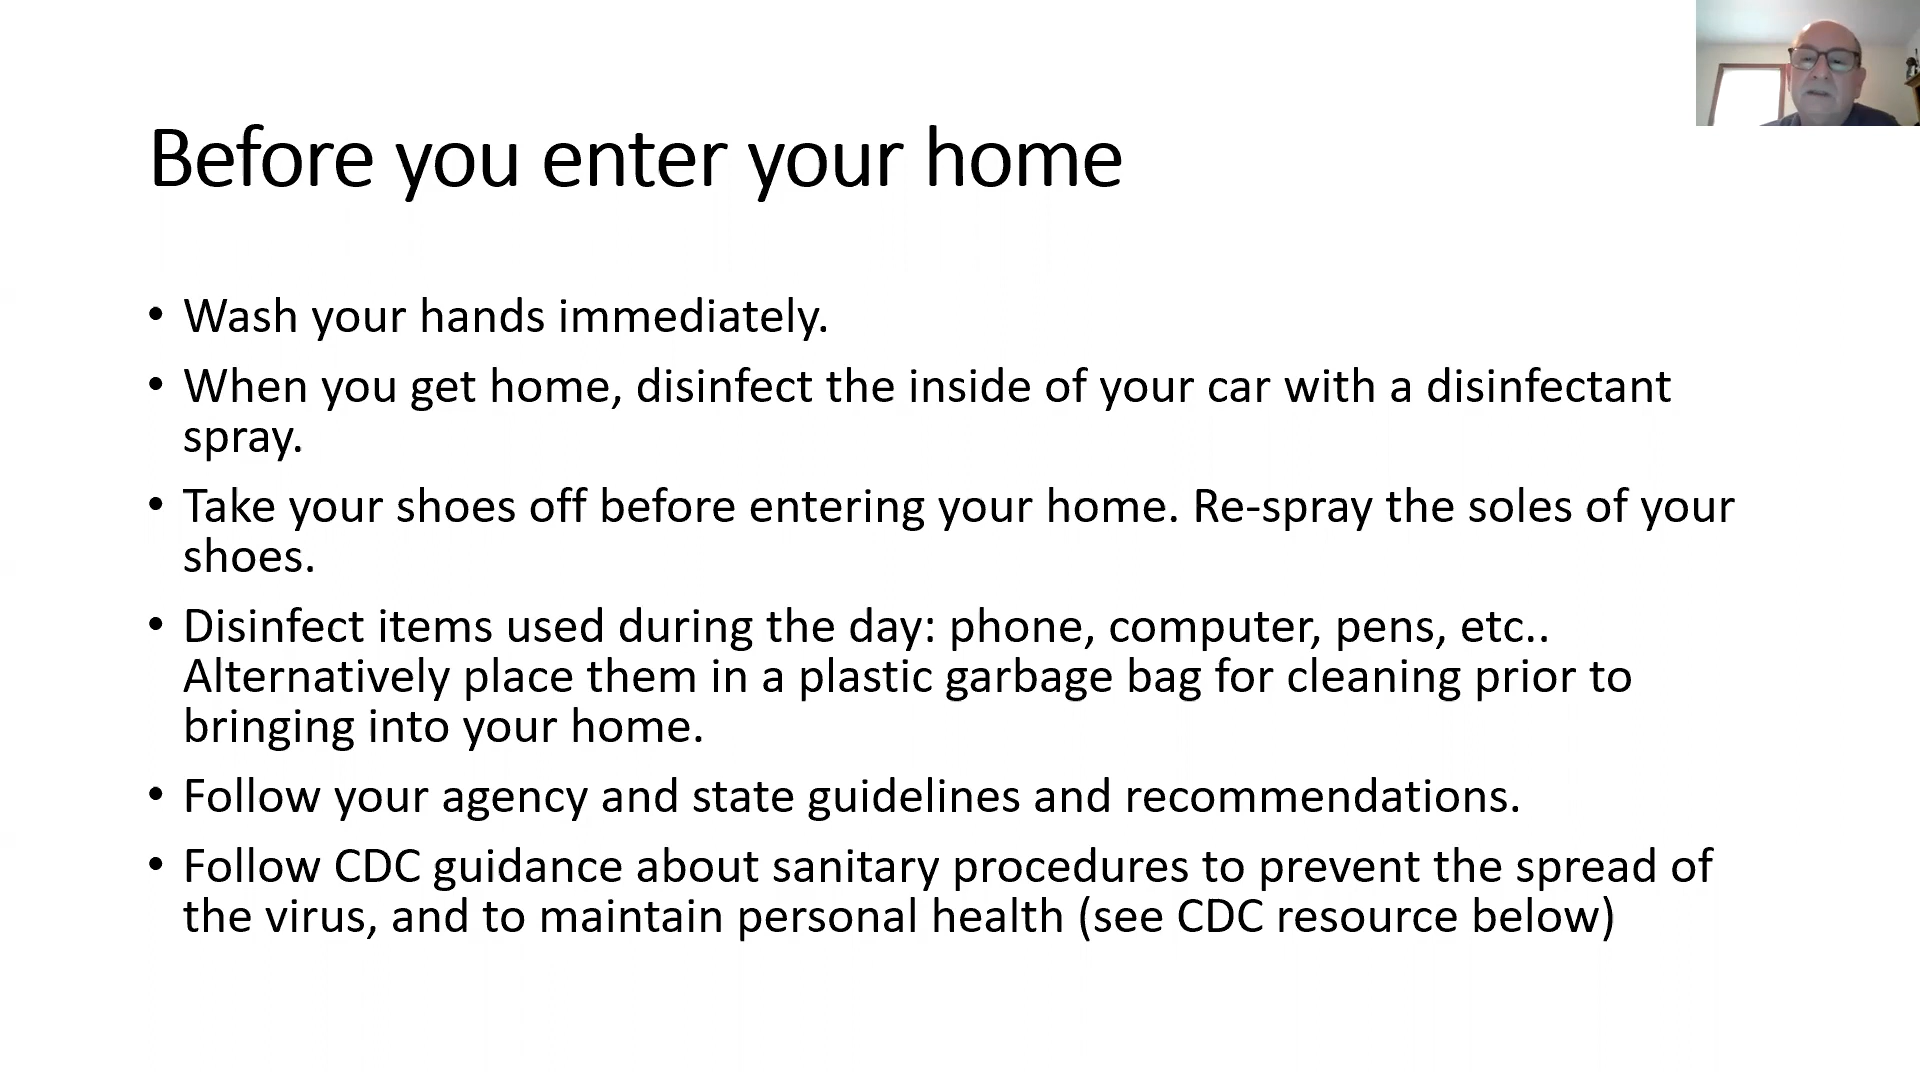 Before you enter your home
• Wash your hands immediately.
• When you get home, disinfect the inside of your car with a disinfectant
spray.
• Take your shoes off before entering your home. Re-spray the soles of your
shoes.
• Disinfect items used during the day: phone, computer, pens, etc..
Alternatively place them in a plastic garbage bag for cleaning prior to
bringing into your home.
• Follow your agency and state guidelines and recommendations.
• Follow CDC guidance about sanitary procedures to prevent the spread of
the virus, and to maintain personal health (see CDC resource below)